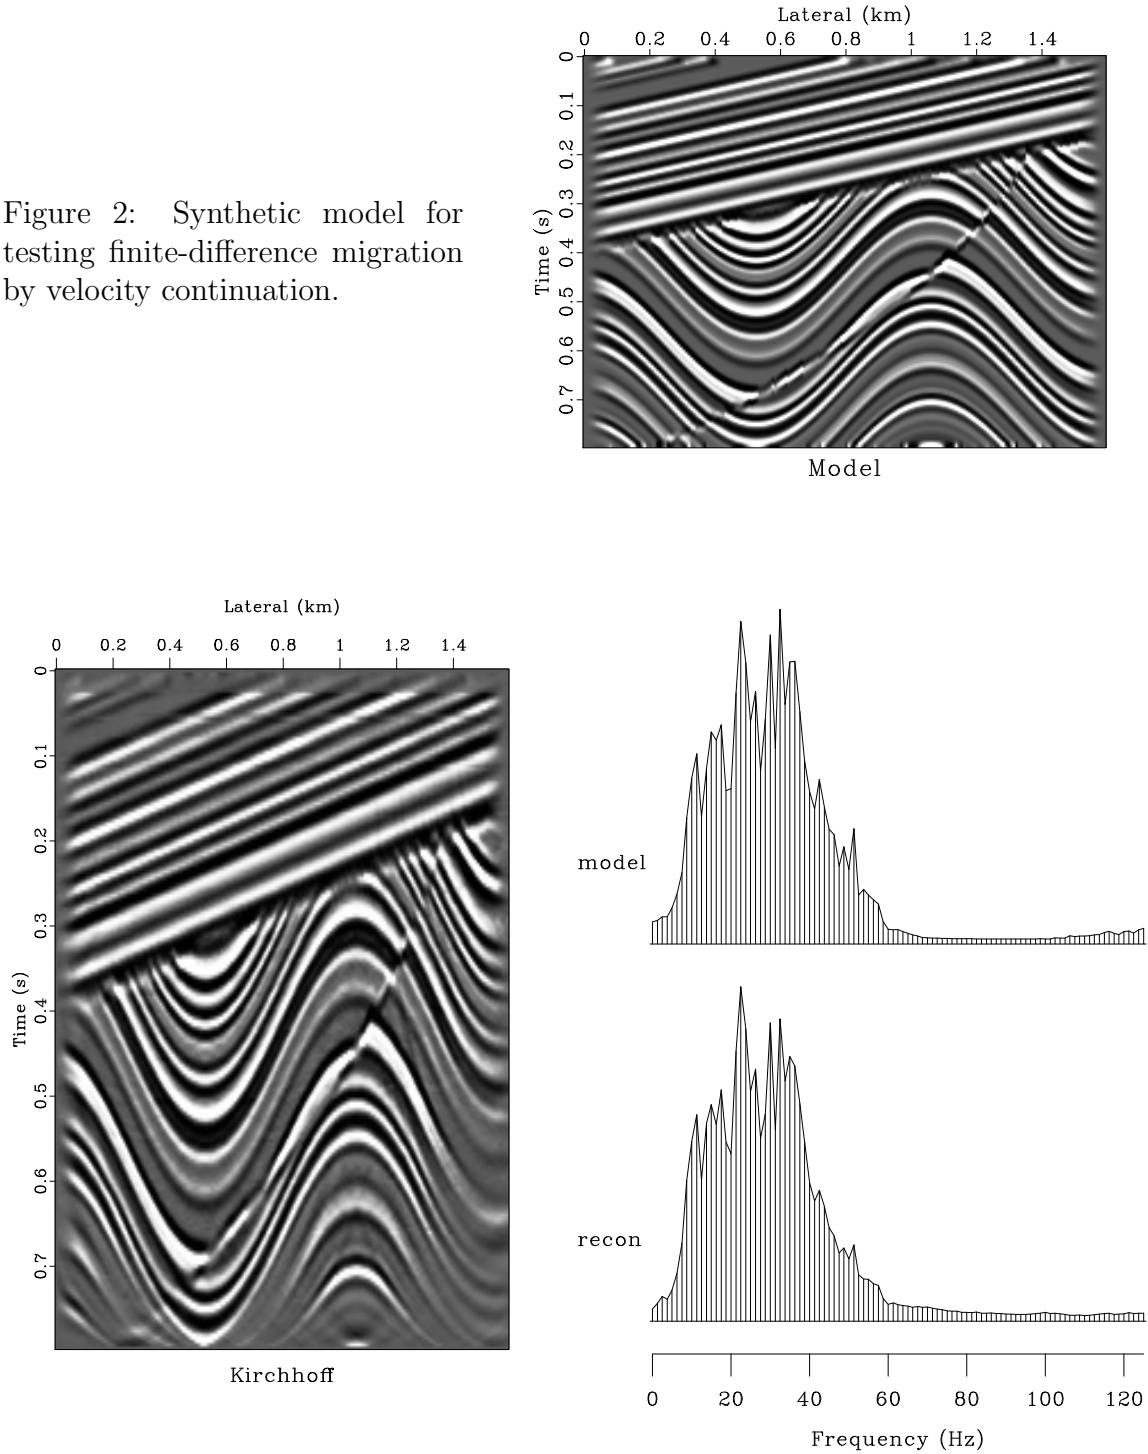 Figure 2: Synthetic model for
testing finite-difference migration
by velocity continuation.
Lateral (km)
0 0.2 0.4 0.6 0.8 1 1.2 1.4
Time (s)
0 0.1 0.2 0.3 0.4 0.5 0.6 0.7
Model
Lateral (km)
0 0.2 0.4 0.6 0.8 1 1.2 1.4
Time (s)
0 0.1 0.2 0.3 0.4 0.5 0.6 0.7
Kirchhoff
model
recon
0 20 40 60 80 100 120
Frequency (Hz)